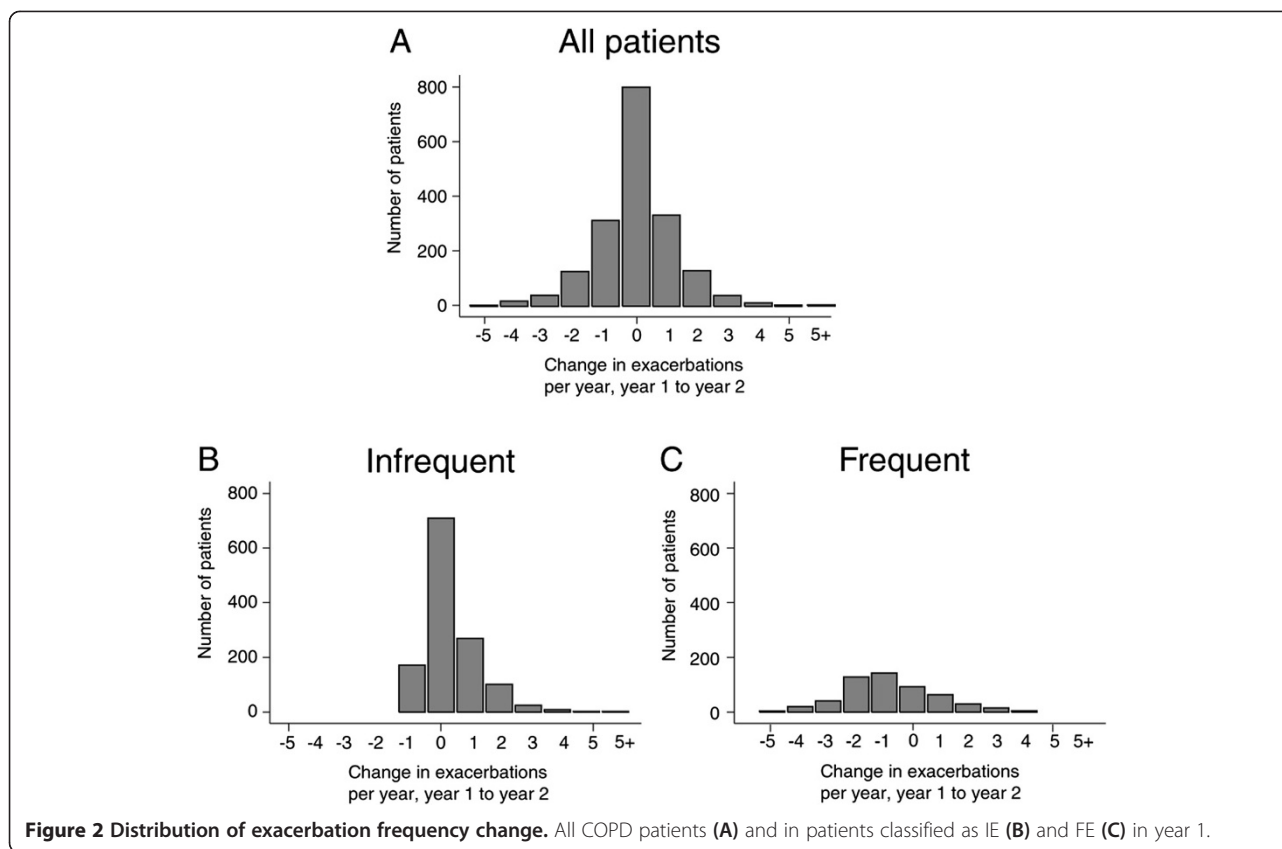 A All patients
Number of patients
800
600
400
200
0
-5 -4 -3 -2 -1 0 1 2 3 4 5 5+
Change in exacerbations
per year, year 1 to year 2
B Infrequent
Number of patients
800
600
400
200
0
-5 -4 -3 -2 -1 0 1 2 3 4 5 5+
Change in exacerbations
per year, year 1 to year 2
C Frequent
Number of patients
800
600
400
200
0
-5 -4 -3 -2 -1 0 1 2 3 4 5 5+
Change in exacerbations
per year, year 1 to year 2
Figure 2 Distribution of exacerbation frequency change. All COPD patients (A) and in patients classified as IE (B) and FE (C) in year 1.